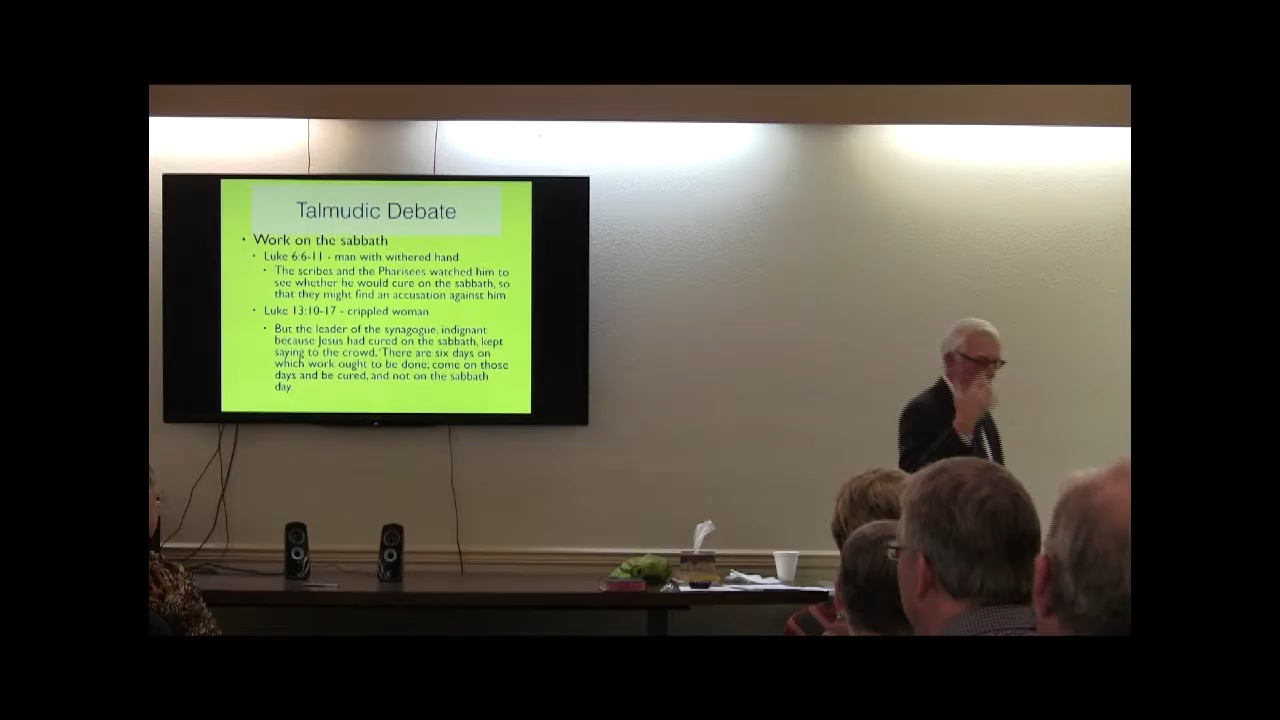 Talmudic Debate
• Work on the sabbath
• Luke 6:6-11 - man with withered hand
• The scribes and the Pharisees watched him to
see whether he would cure on the sabbath, so
that they might find an accusation against him
• Luke 13:10-17 - crippled woman
• But the leader of the synagogue, indignant
because Jesus had cured on the sabbath, kept
saying to the crowd, 'There are six days on
which work ought to be done; come on those
days and be cured, and not on the sabbath
day.